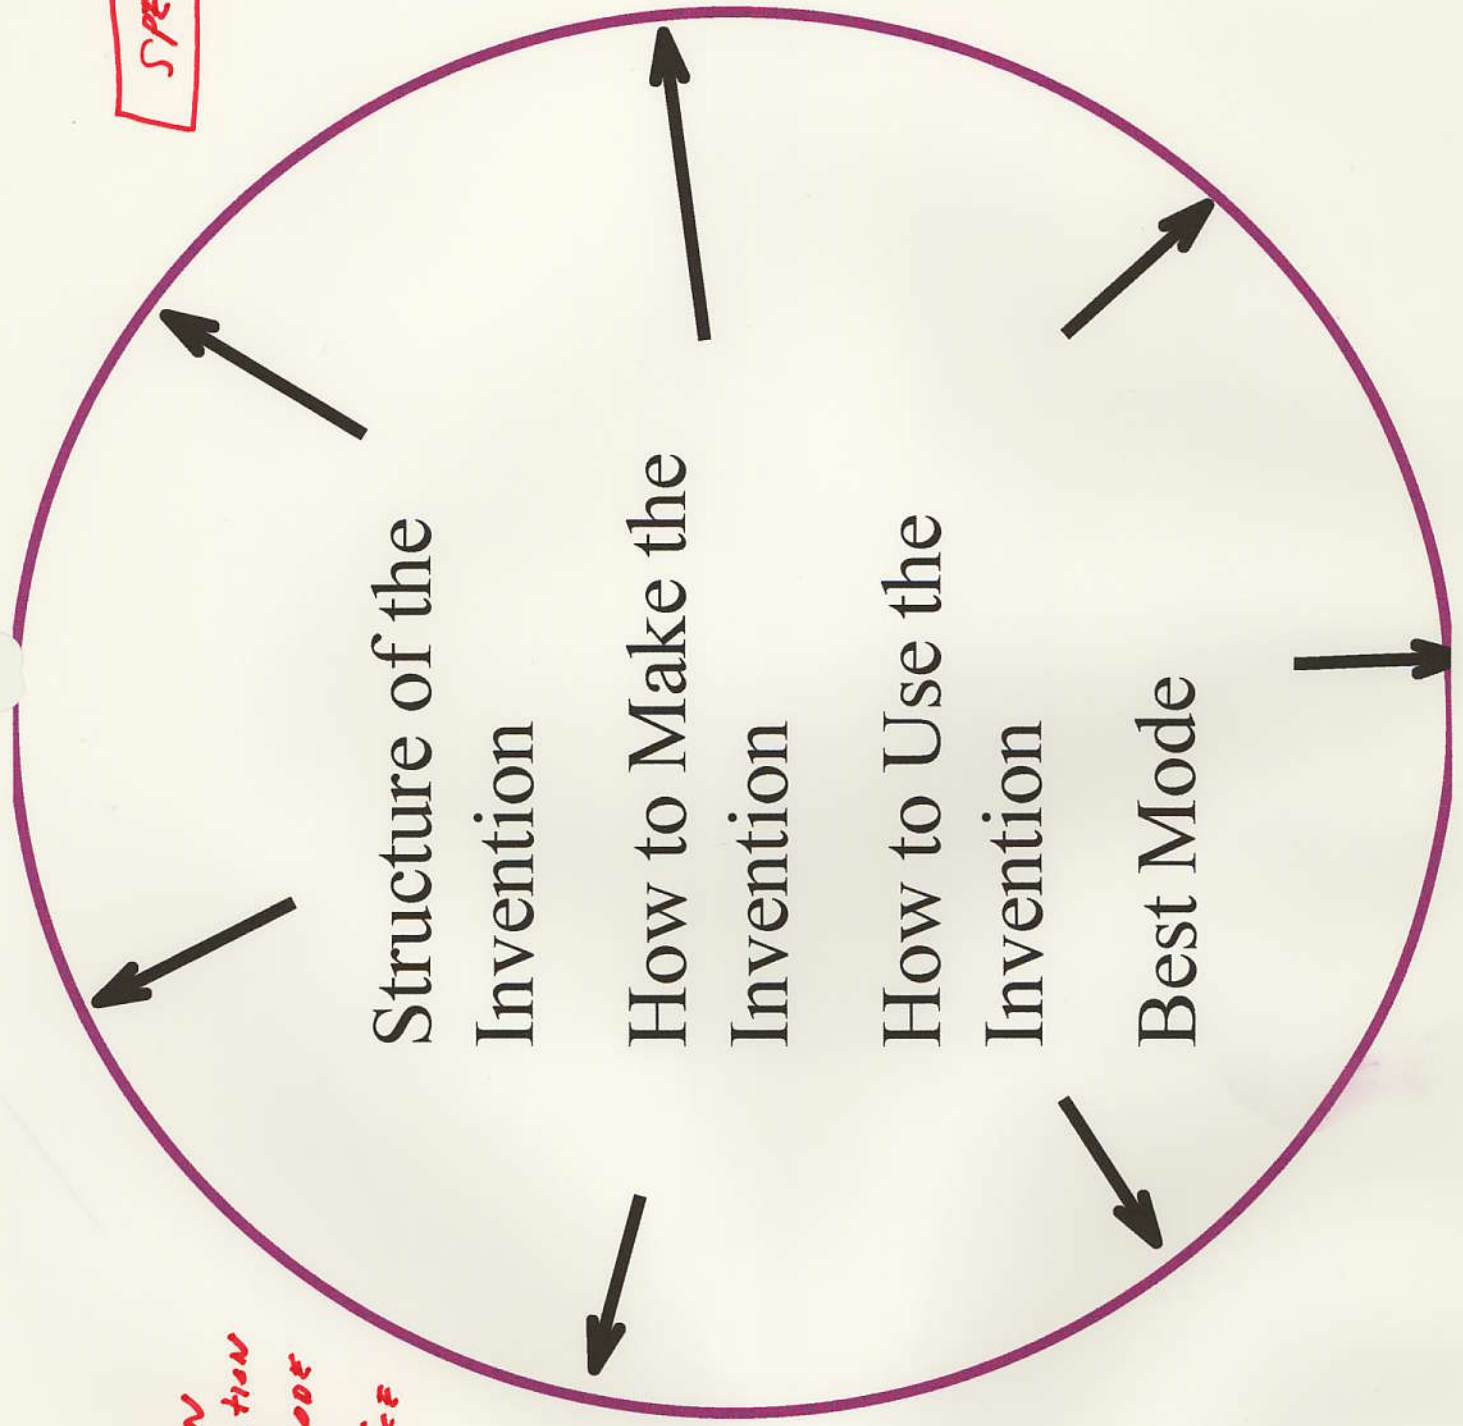 Structure of the
Invention
How to Make the
Invention
How to Use the
Invention
Best Mode